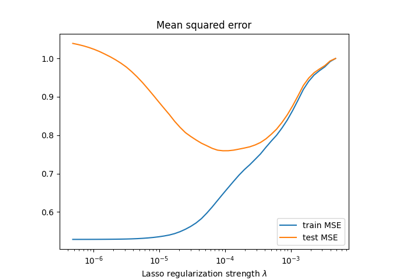 Mean squared error
1.0
0.9
0.8
0.7
0.6
train MSE
test MSE
10⁻⁶
10⁻⁵
10⁻⁴
10⁻³
Lasso regularization strength λ